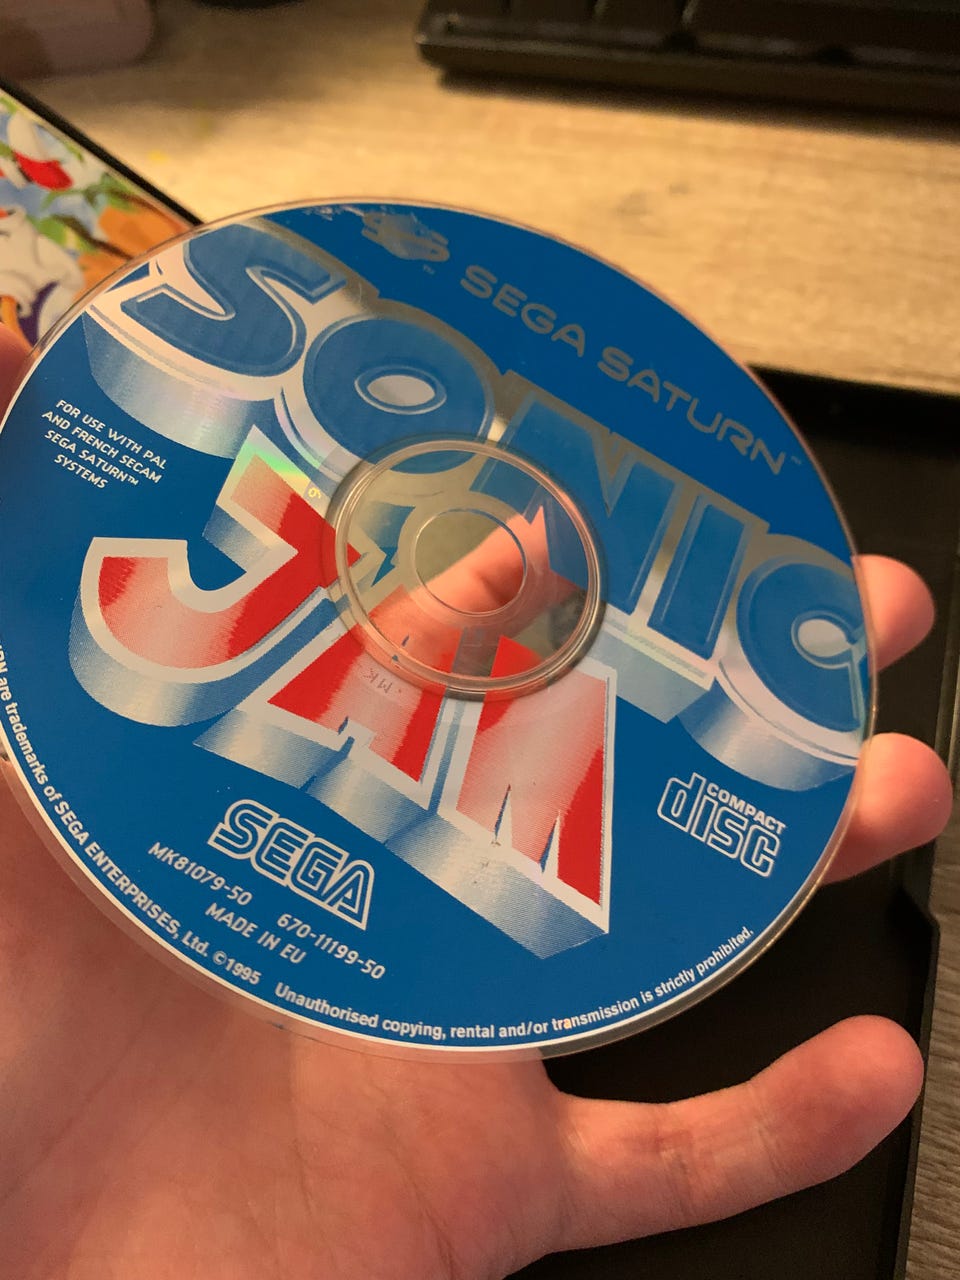 SEGA SATURN™
SONIC
JAM
FOR USE WITH PAL
AND FRENCH SECAM
SEGA SATURN™
SYSTEMS
COMPACT
disc
SEGA
MK81079-50 670-11199-50
MADE IN EU
are trademarks of SEGA ENTERPRISES, Ltd. ©1995 Unauthorised copying, rental and/or transmission is strictly prohibited.